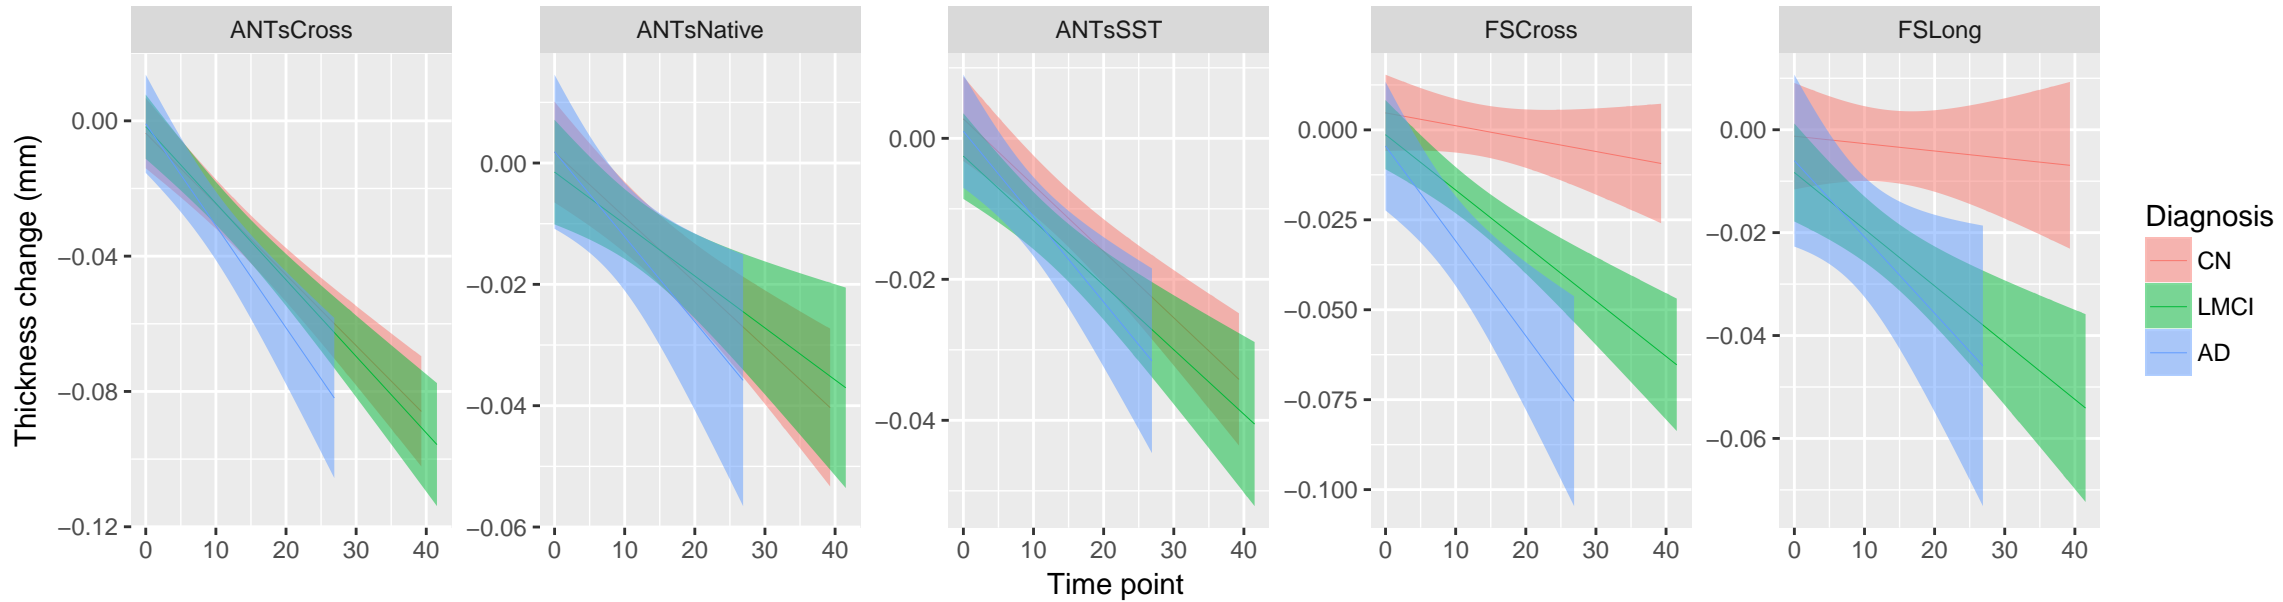 ANTsCross ANTsNative ANTsSST FSCross FSLong
Thickness change (mm)
0.00
−0.04
−0.08
−0.12
0 10 20 30 40
0.00
−0.02
−0.04
−0.06
0 10 20 30 40
0.00
−0.02
−0.04
0 10 20 30 40
0.000
−0.025
−0.050
−0.075
−0.100
0 10 20 30 40
0.00
−0.02
−0.04
−0.06
0 10 20 30 40
Time point
Diagnosis
CN
LMCI
AD